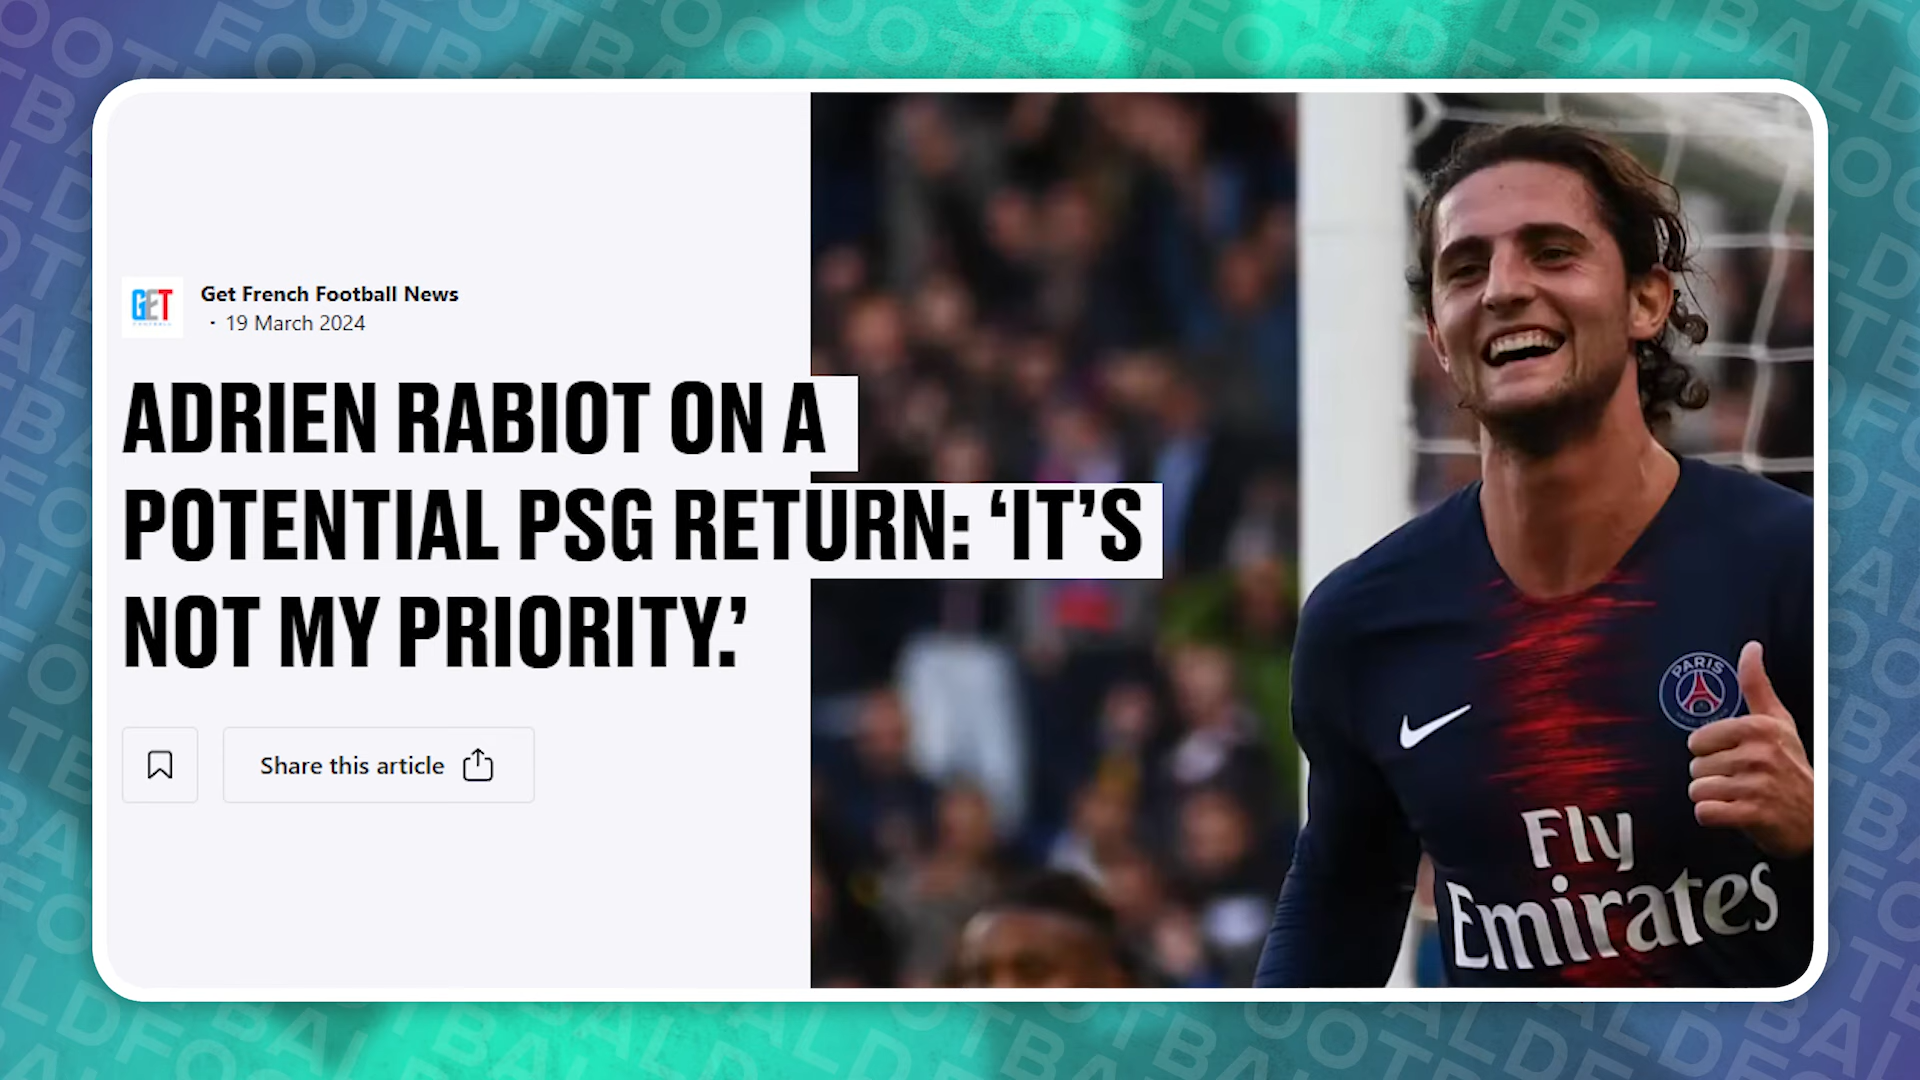 GET
Get French Football News
· 19 March 2024
ADRIEN RABIOT ON A
POTENTIAL PSG RETURN: ‘IT’S
NOT MY PRIORITY.’
Share this article
PARIS
Fly
Emirates